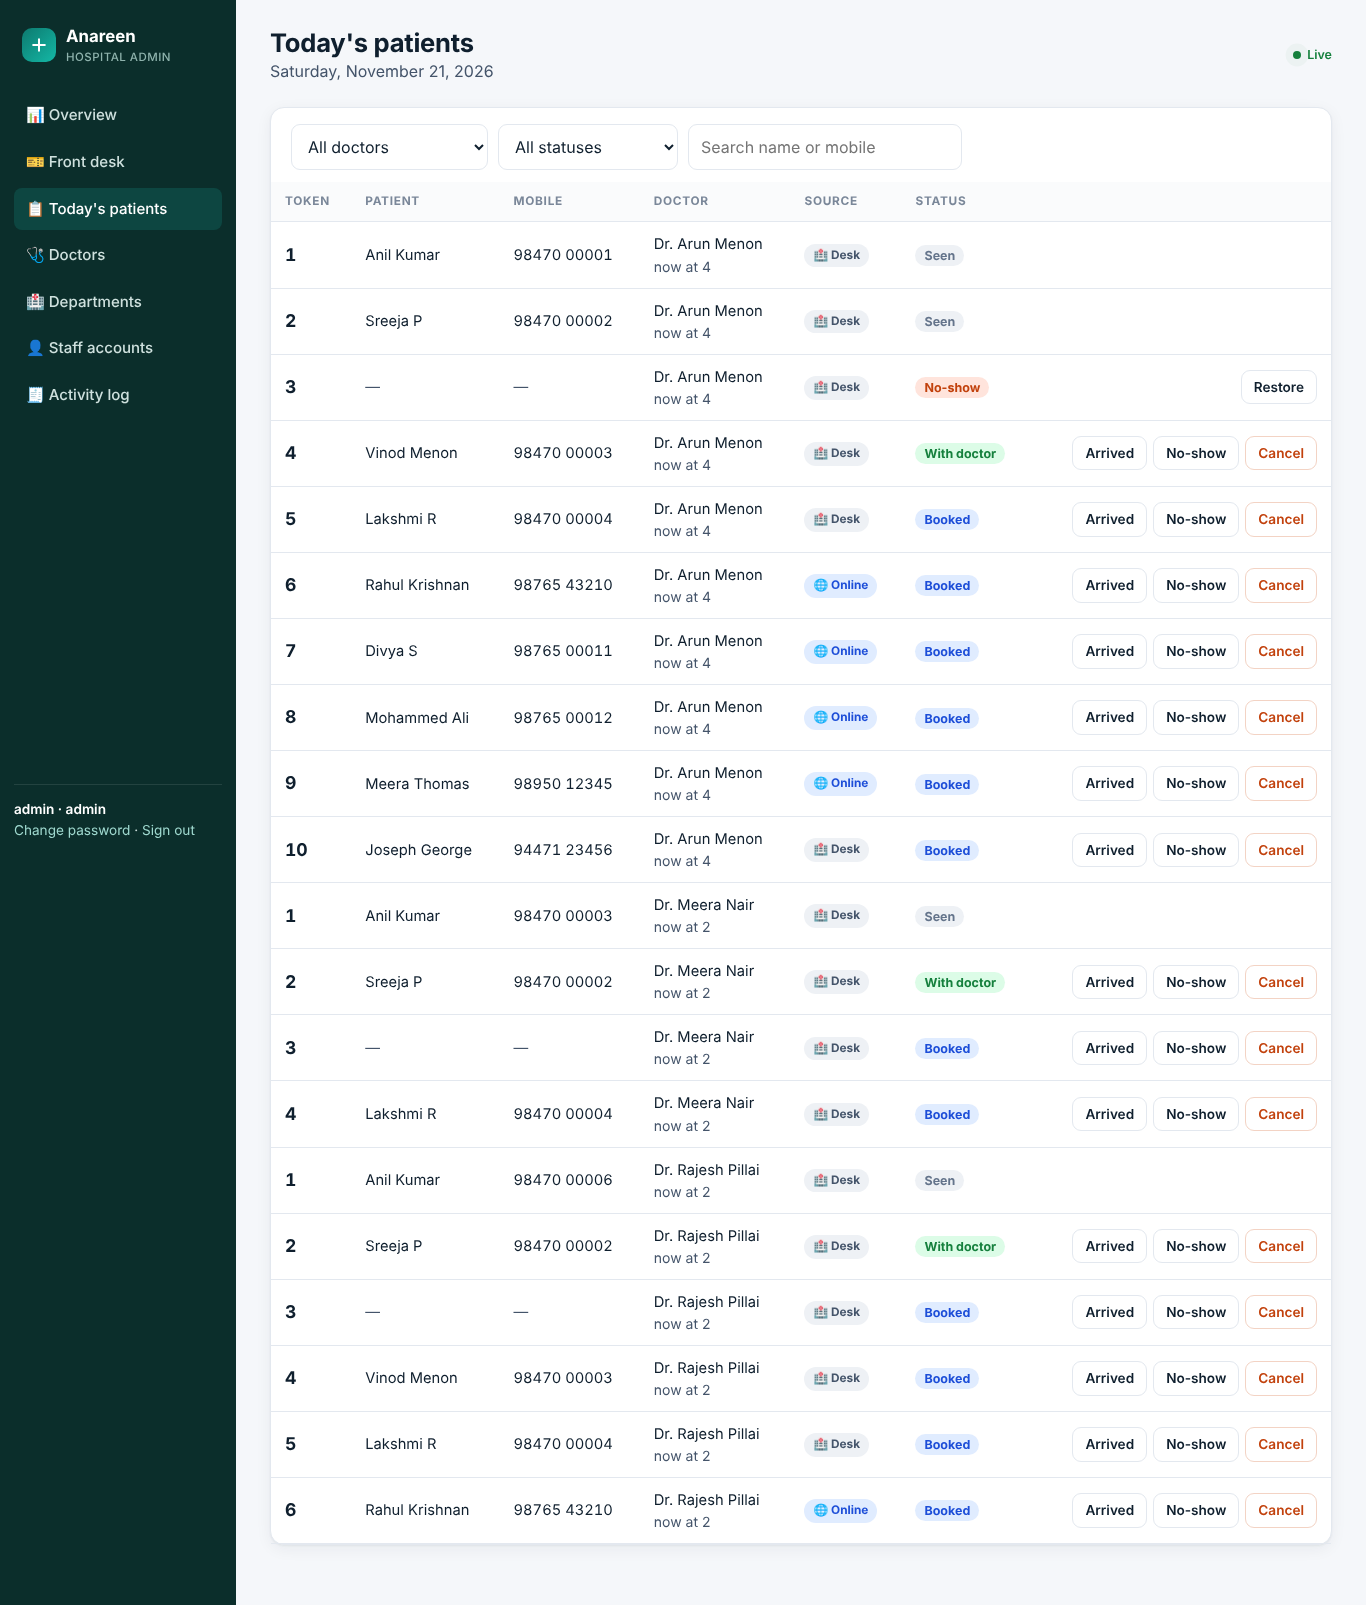 Anareen
HOSPITAL ADMIN
Overview
Front desk
Today's patients
Doctors
Departments
Staff accounts
Activity log
admin · admin
Change password · Sign out
Today's patients
Saturday, November 21, 2026
Live
All doctors All statuses Search name or mobile
TOKEN PATIENT MOBILE DOCTOR SOURCE STATUS
1 Anil Kumar 98470 00001 Dr. Arun Menon now at 4 Desk Seen
2 Sreeja P 98470 00002 Dr. Arun Menon now at 4 Desk Seen
3 — — Dr. Arun Menon now at 4 Desk No-show Restore
4 Vinod Menon 98470 00003 Dr. Arun Menon now at 4 Desk With doctor Arrived No-show Cancel
5 Lakshmi R 98470 00004 Dr. Arun Menon now at 4 Desk Booked Arrived No-show Cancel
6 Rahul Krishnan 98765 43210 Dr. Arun Menon now at 4 Online Booked Arrived No-show Cancel
7 Divya S 98765 00011 Dr. Arun Menon now at 4 Online Booked Arrived No-show Cancel
8 Mohammed Ali 98765 00012 Dr. Arun Menon now at 4 Online Booked Arrived No-show Cancel
9 Meera Thomas 98950 12345 Dr. Arun Menon now at 4 Online Booked Arrived No-show Cancel
10 Joseph George 94471 23456 Dr. Arun Menon now at 4 Desk Booked Arrived No-show Cancel
1 Anil Kumar 98470 00003 Dr. Meera Nair now at 2 Desk Seen
2 Sreeja P 98470 00002 Dr. Meera Nair now at 2 Desk With doctor Arrived No-show Cancel
3 — — Dr. Meera Nair now at 2 Desk Booked Arrived No-show Cancel
4 Lakshmi R 98470 00004 Dr. Meera Nair now at 2 Desk Booked Arrived No-show Cancel
1 Anil Kumar 98470 00006 Dr. Rajesh Pillai now at 2 Desk Seen
2 Sreeja P 98470 00002 Dr. Rajesh Pillai now at 2 Desk With doctor Arrived No-show Cancel
3 — — Dr. Rajesh Pillai now at 2 Desk Booked Arrived No-show Cancel
4 Vinod Menon 98470 00003 Dr. Rajesh Pillai now at 2 Desk Booked Arrived No-show Cancel
5 Lakshmi R 98470 00004 Dr. Rajesh Pillai now at 2 Desk Booked Arrived No-show Cancel
6 Rahul Krishnan 98765 43210 Dr. Rajesh Pillai now at 2 Online Booked Arrived No-show Cancel